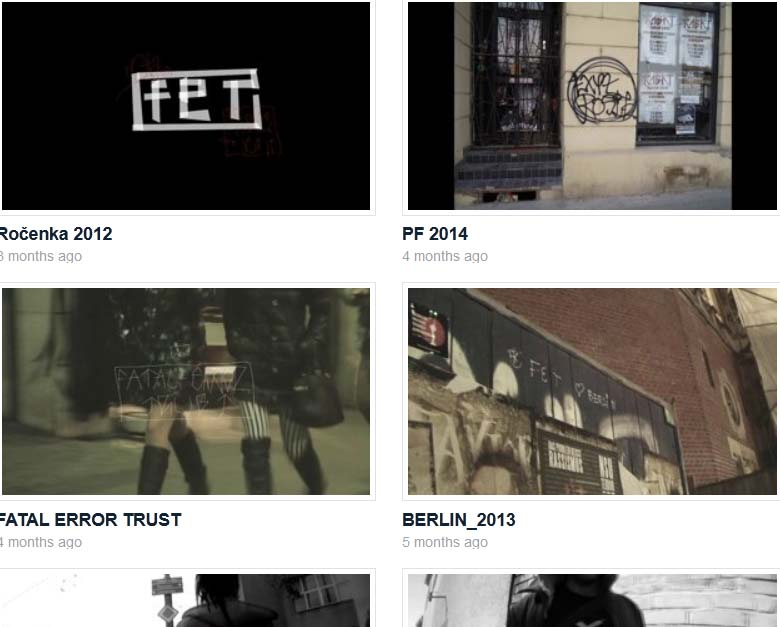 fet
Ročenka 2012
3 months ago
PF 2014
4 months ago
FET ♡ BERLIN
FATAL ERROR TRUST
4 months ago
BERLIN_2013
5 months ago